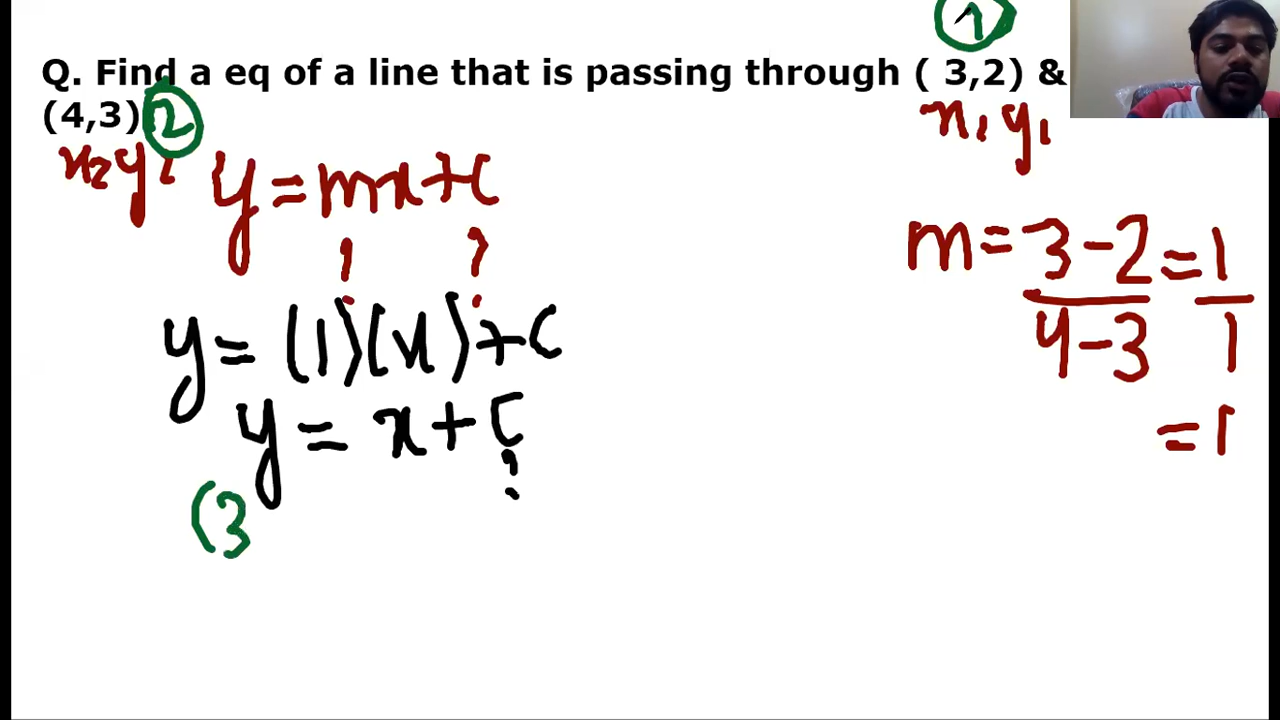 1
Q. Find a eq of a line that is passing through ( 3,2) &
(4,3) 2
x1 y1
x2 y2
y = mx + c
? ?
m = 3 - 2 = 1
4 - 3 1
= 1
y = (1)(x) + c
y = x + c
?
(3